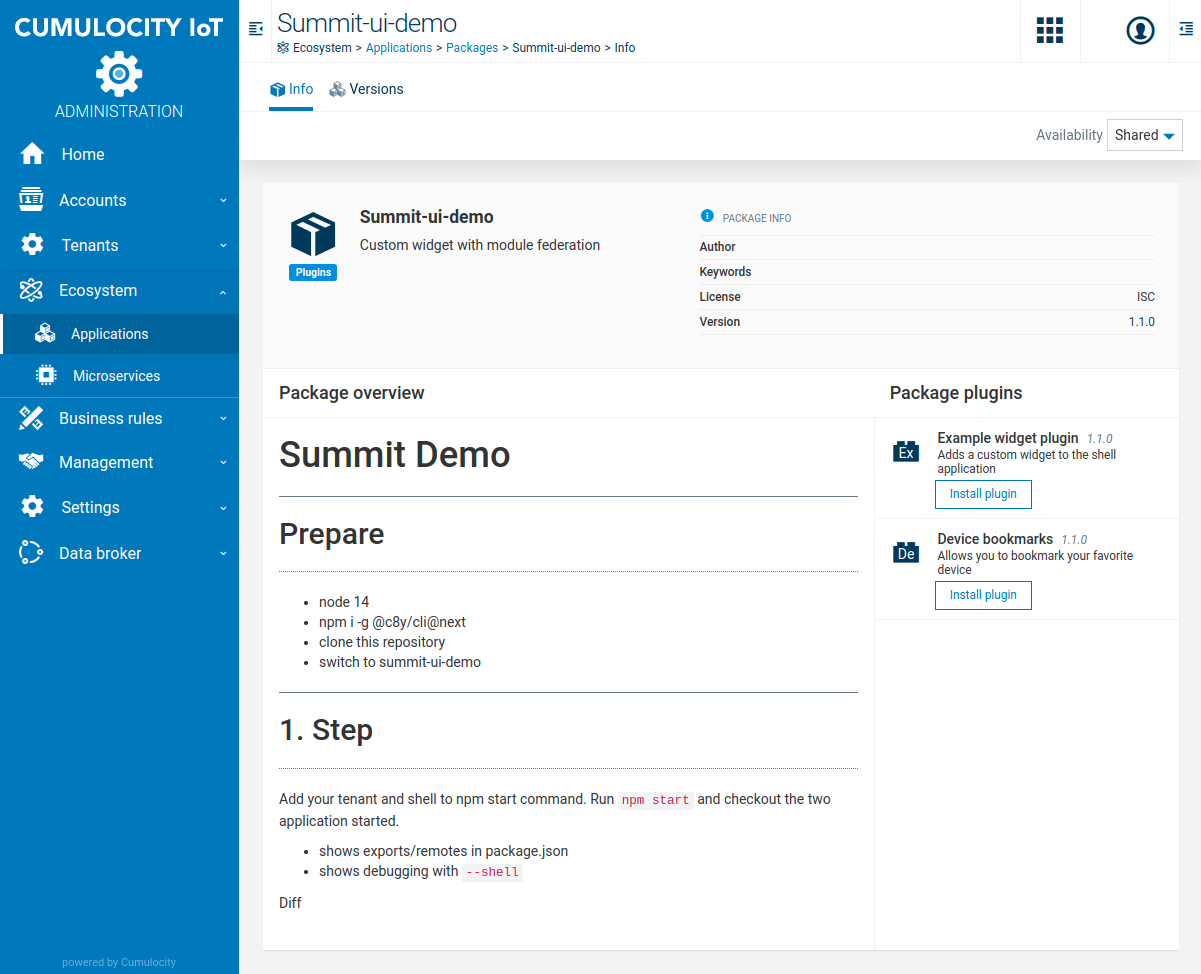 CUMULOCITY IoT
ADMINISTRATION
Home
Accounts
Tenants
Ecosystem
Applications
Microservices
Business rules
Management
Settings
Data broker
powered by Cumulocity
Summit-ui-demo
Ecosystem > Applications > Packages > Summit-ui-demo > Info
Info Versions
Availability Shared
Summit-ui-demo
Custom widget with module federation
Plugins
PACKAGE INFO
Author
Keywords
License ISC
Version 1.1.0
Package overview
Summit Demo
Prepare
• node 14
• npm i -g @c8y/cli@next
• clone this repository
• switch to summit-ui-demo
1. Step
Add your tenant and shell to npm start command. Run npm start and checkout the two
application started.
• shows exports/remotes in package.json
• shows debugging with --shell
Diff
Package plugins
Ex
Example widget plugin 1.1.0
Adds a custom widget to the shell
application
Install plugin
De
Device bookmarks 1.1.0
Allows you to bookmark your favorite
device
Install plugin